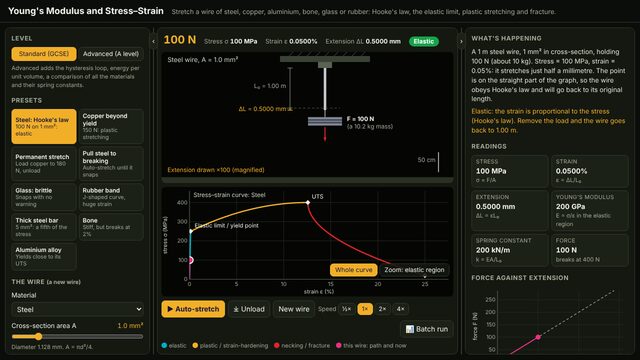 Young's Modulus and Stress–Strain
Stretch a wire of steel, copper, aluminium, bone, glass or rubber: Hooke's law, the elastic limit, plastic stretching and fracture.
LEVEL
Standard (GCSE)
Advanced (A level)
Advanced adds the hysteresis loop, energy per
unit volume, a comparison of all the materials
and their spring constants.
PRESETS
Steel: Hooke's law
100 N on 1 mm²:
elastic
Copper beyond
yield
150 N: plastic
stretching
Permanent stretch
Load copper to 180
N, unload
Pull steel to
breaking
Auto-stretch until it
snaps
Glass: brittle
Snaps with no
warning
Rubber band
J-shaped curve,
huge strain
Thick steel bar
5 mm²: a fifth of the
stress
Bone
Stiff, but breaks at
2%
Aluminium alloy
Yields close to its
UTS
THE WIRE (a new wire)
Material
Steel
Cross-section area A
1.0 mm²
Diameter 1.128 mm. A = πd²/4.
100 N
Stress σ 100 MPa
Strain ε 0.0500%
Extension ΔL 0.5000 mm
Elastic
Steel wire, A = 1.0 mm²
L₀ = 1.00 m
ΔL = 0.5000 mm
F = 100 N
(a 10.2 kg mass)
50 cm
Extension drawn ×100 (magnified)
Stress–strain curve: Steel
UTS
Elastic limit / yield point
400
300
200
100
0
stress σ (MPa)
0
5
10
15
20
25
strain ε (%)
Whole curve
Zoom: elastic region
▶ Auto-stretch
Unload
New wire
Speed
½×
1×
2×
4×
Batch run
elastic
plastic / strain-hardening
necking / fracture
this wire: path and now
WHAT'S HAPPENING
A 1 m steel wire, 1 mm² in cross-section, holding
100 N (about 10 kg). Stress = 100 MPa, strain =
0.05%: it stretches just half a millimetre. The point
is on the straight part of the graph, so the wire
obeys Hooke's law and will go back to its original
length.
Elastic: the strain is proportional to the stress
(Hooke's law). Remove the load and the wire goes
back to 1.00 m.
READINGS
STRESS
100 MPa
σ = F/A
STRAIN
0.0500%
ε = ΔL/L₀
EXTENSION
0.5000 mm
ΔL = εL₀
YOUNG'S MODULUS
200 GPa
E = σ/ε in the elastic
region
SPRING CONSTANT
200 kN/m
k = EA/L₀
FORCE
100 N
breaks at 400 N
FORCE AGAINST EXTENSION
250
200
150
100
50
force F (N)